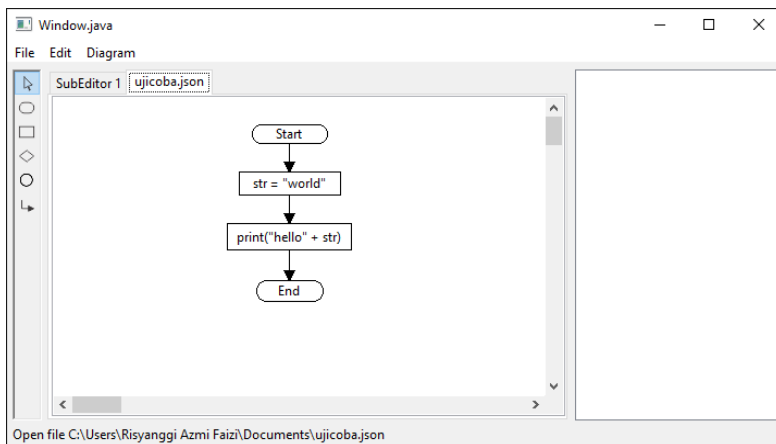 Window.java
File Edit Diagram
SubEditor 1 ujicoba.json
Start
str = "world"
print("hello" + str)
End
Open file C:\Users\Risyanggi Azmi Faizi\Documents\ujicoba.json